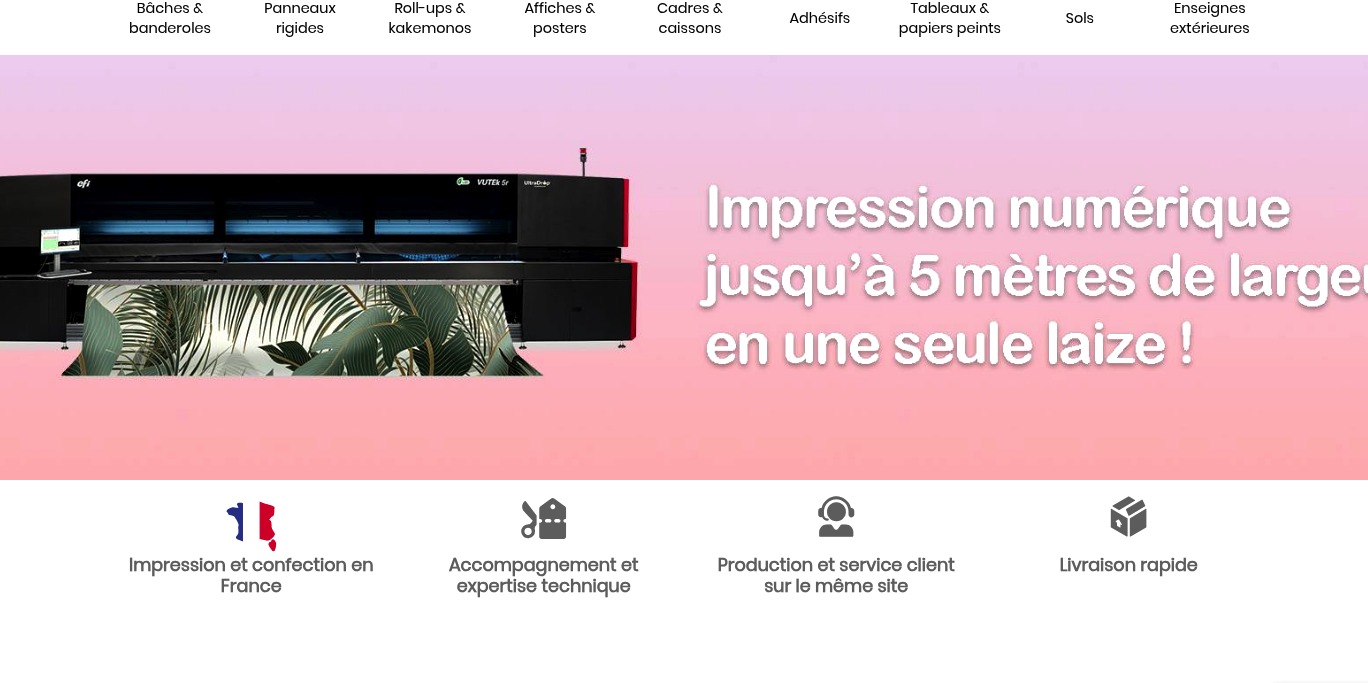 Bâches &
banderoles
Panneaux
rigides
Roll-ups &
kakemonos
Affiches &
posters
Cadres &
caissons
Adhésifs
Tableaux &
papiers peints
Sols
Enseignes
extérieures
efi
VUTEk 5r
UltraDrop
Impression numérique
jusqu’à 5 mètres de large
en une seule laize !
Impression et confection en
France
Accompagnement et
expertise technique
Production et service client
sur le même site
Livraison rapide